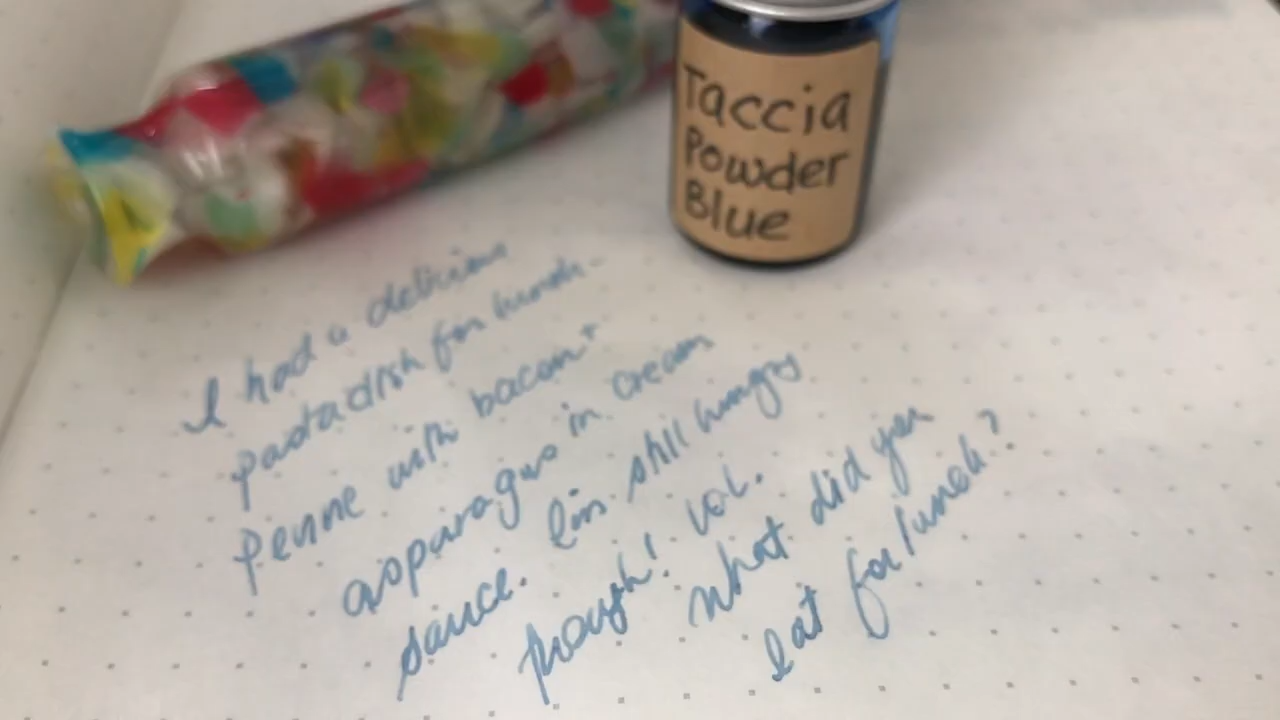 Taccia
Powder
Blue
I had a delicious
pasta dish for lunch -
penne with bacon +
asparagus in cream
sauce. I'm still hungry
though! LOL.
What did you
eat for lunch?